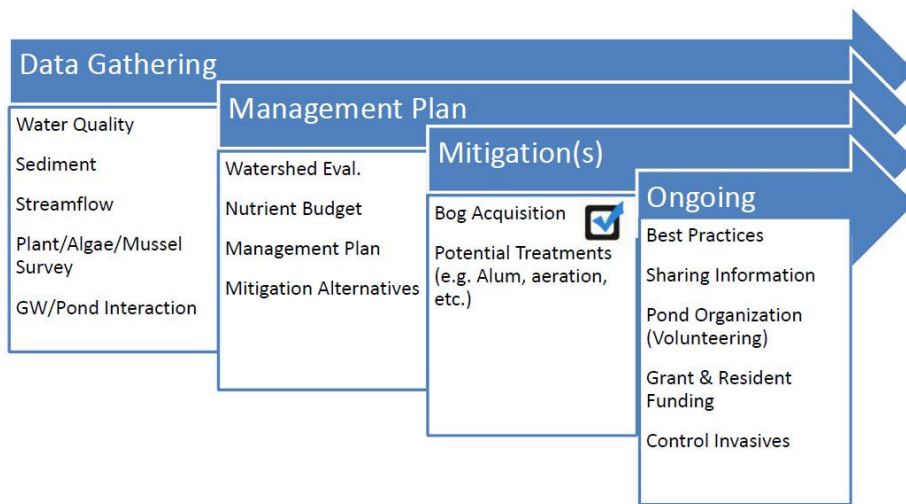 Data Gathering
Water Quality
Sediment
Streamflow
Plant/Algae/Mussel
Survey
GW/Pond Interaction
Management Plan
Watershed Eval.
Nutrient Budget
Management Plan
Mitigation Alternatives
Mitigation(s)
Bog Acquisition
Potential Treatments
(e.g. Alum, aeration,
etc.)
Ongoing
Best Practices
Sharing Information
Pond Organization
(Volunteering)
Grant & Resident
Funding
Control Invasives